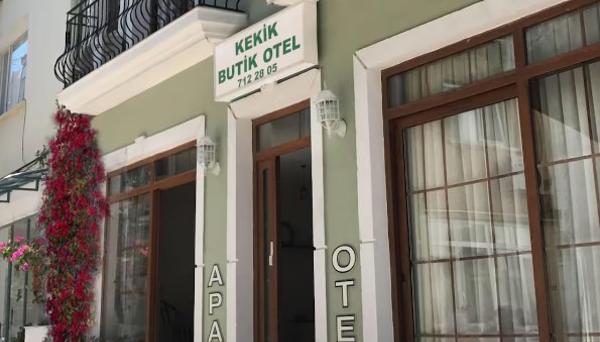 KEKİK
BUTİK OTEL
712 28 05
APA
OTE